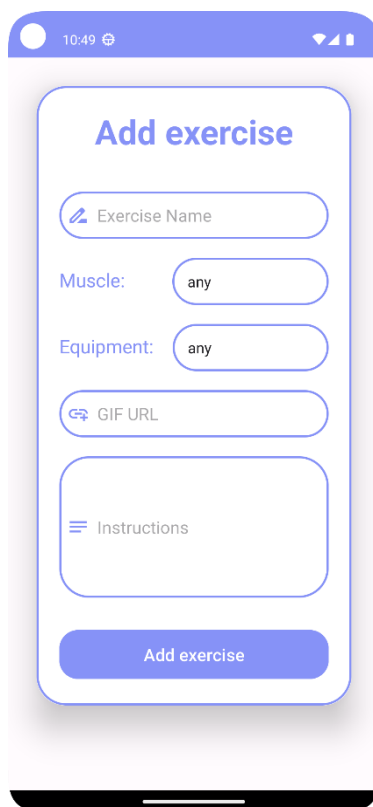 10:49
Add exercise
Exercise Name
Muscle: any
Equipment: any
GIF URL
Instructions
Add exercise